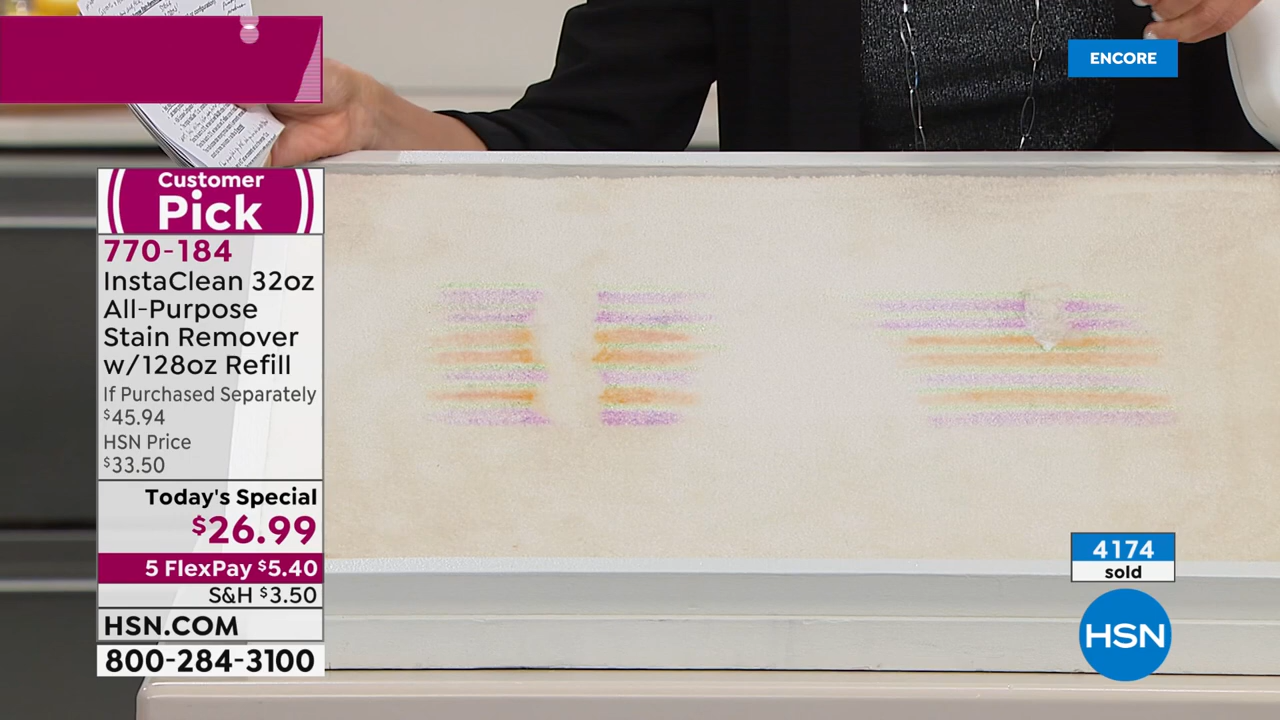 ENCORE
Customer
Pick
770-184
InstaClean 32oz
All-Purpose
Stain Remover
w/128oz Refill
If Purchased Separately
$45.94
HSN Price
$33.50
Today's Special
$26.99
5 FlexPay $5.40
S&H $3.50
HSN.COM
800-284-3100
4174
sold
HSN